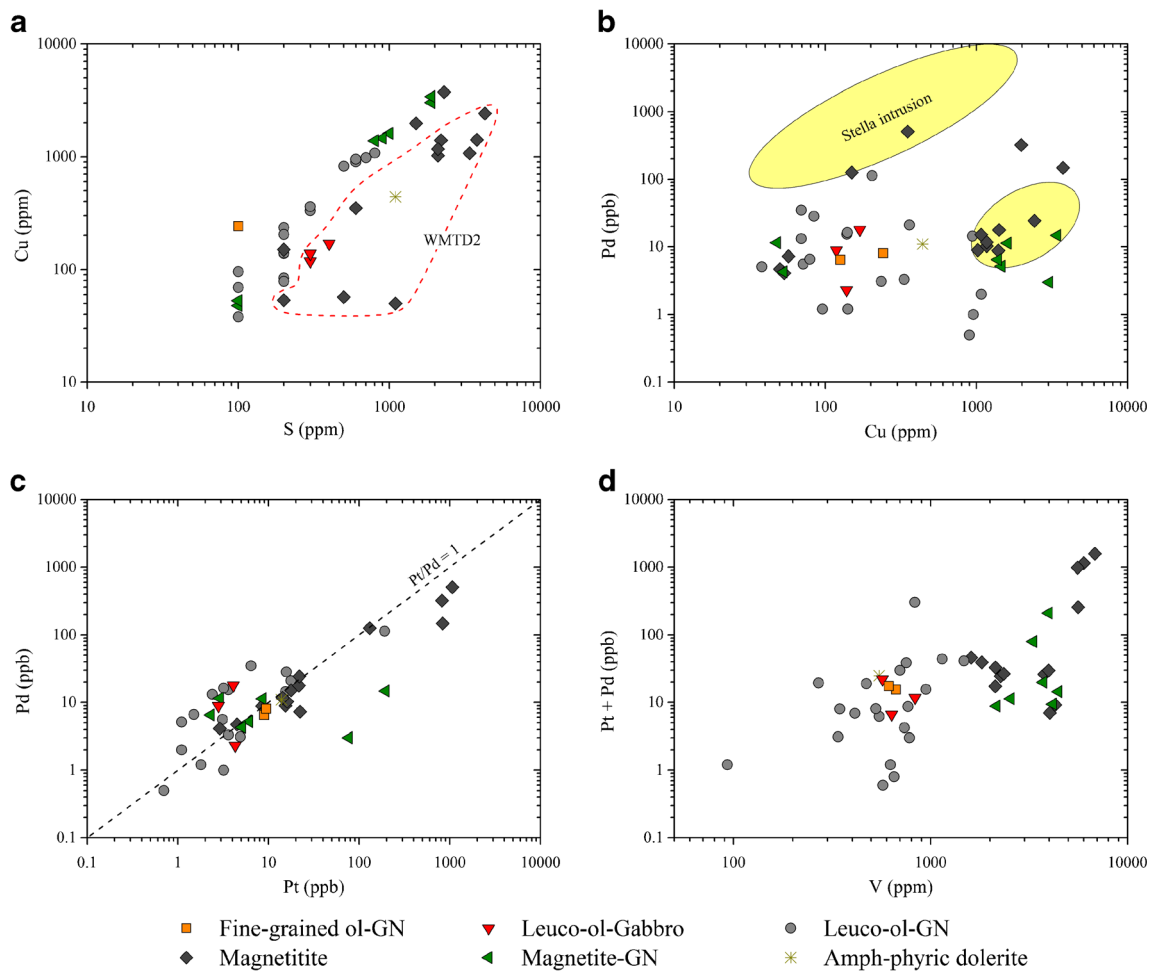 a
10000
1000
100
10
Cu (ppm)
WMTD2
10 100 1000 10000
S (ppm)
b
10000
1000
100
10
1
0.1
Pd (ppb)
Stella intrusion
10 100 1000 10000
Cu (ppm)
c
10000
1000
100
10
1
0.1
Pd (ppb)
Pt/Pd = 1
0.1 1 10 100 1000 10000
Pt (ppb)
d
10000
1000
100
10
1
0.1
Pt + Pd (ppb)
100 1000 10000
V (ppm)
Fine-grained ol-GN Leuco-ol-Gabbro Leuco-ol-GN
Magnetitite Magnetite-GN Amph-phyric dolerite